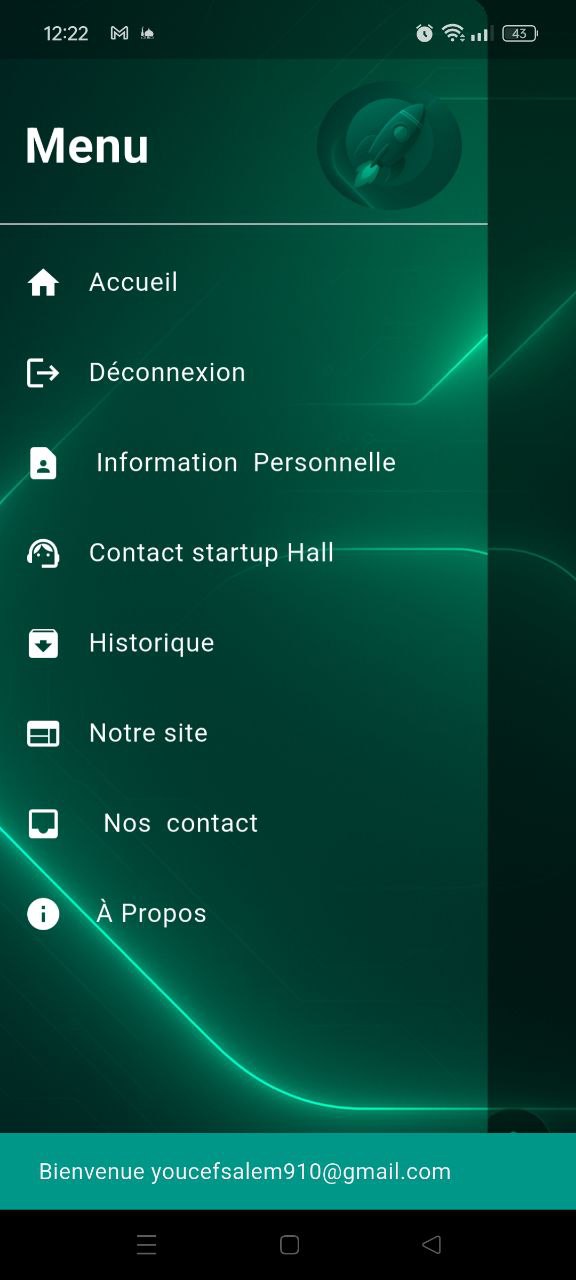 12:22
43
Menu
Accueil
Déconnexion
Information Personnelle
Contact startup Hall
Historique
Notre site
Nos contact
À Propos
Bienvenue youcefsalem910@gmail.com